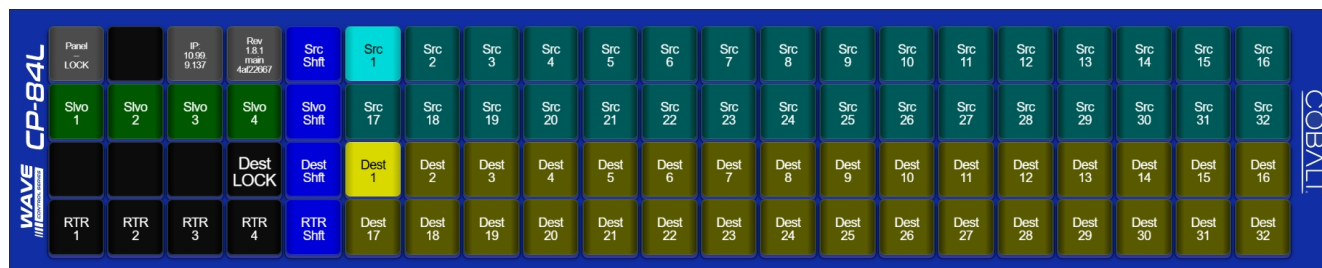 WAVE CONTROL SERIES CP-84L
Panel
...
LOCK
IP:
10.99.
9.137
Rev
1.8.1
main
4af22667
Src
Shft
Src
1
Src
2
Src
3
Src
4
Src
5
Src
6
Src
7
Src
8
Src
9
Src
10
Src
11
Src
12
Src
13
Src
14
Src
15
Src
16
Slvo
1
Slvo
2
Slvo
3
Slvo
4
Slvo
Shft
Src
17
Src
18
Src
19
Src
20
Src
21
Src
22
Src
23
Src
24
Src
25
Src
26
Src
27
Src
28
Src
29
Src
30
Src
31
Src
32
Dest
LOCK
Dest
Shft
Dest
1
Dest
2
Dest
3
Dest
4
Dest
5
Dest
6
Dest
7
Dest
8
Dest
9
Dest
10
Dest
11
Dest
12
Dest
13
Dest
14
Dest
15
Dest
16
RTR
1
RTR
2
RTR
3
RTR
4
RTR
Shft
Dest
17
Dest
18
Dest
19
Dest
20
Dest
21
Dest
22
Dest
23
Dest
24
Dest
25
Dest
26
Dest
27
Dest
28
Dest
29
Dest
30
Dest
31
Dest
32
COBALT